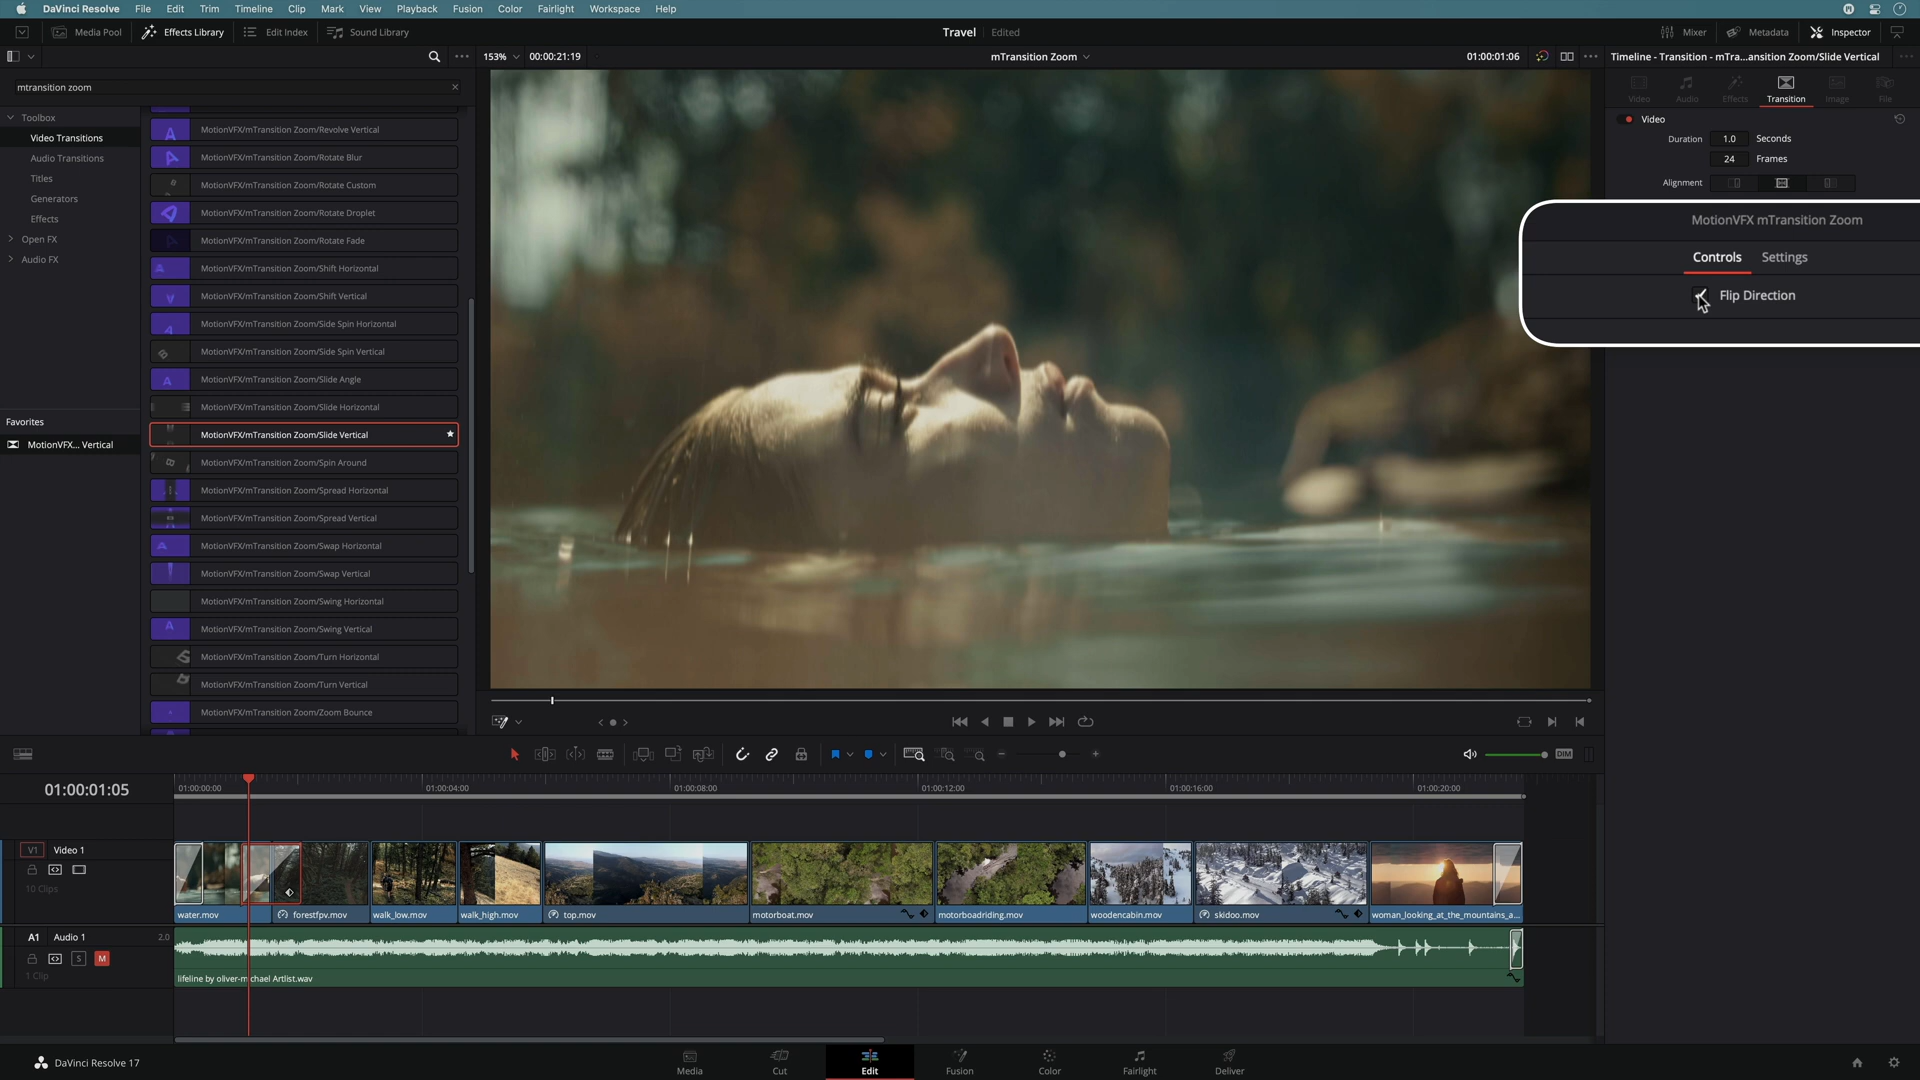 DaVinci Resolve File Edit Trim Timeline Clip Mark View Playback Fusion Color Fairlight Workspace Help
Media Pool Effects Library Edit Index Sound Library Travel Edited Mixer Metadata Inspector
153% 00:00:21:19 mTransition Zoom 01:00:01:06 Timeline - Transition - mTra...ansition Zoom/Slide Vertical
mtransition zoom
Video Audio Effects Transition Image File
Toolbox
Video Transitions
Audio Transitions
Titles
Generators
Effects
Open FX
Audio FX
Favorites
MotionVFX... Vertical
MotionVFX/mTransition Zoom/Revolve Vertical
MotionVFX/mTransition Zoom/Rotate Blur
MotionVFX/mTransition Zoom/Rotate Custom
MotionVFX/mTransition Zoom/Rotate Droplet
MotionVFX/mTransition Zoom/Rotate Fade
MotionVFX/mTransition Zoom/Shift Horizontal
MotionVFX/mTransition Zoom/Shift Vertical
MotionVFX/mTransition Zoom/Side Spin Horizontal
MotionVFX/mTransition Zoom/Side Spin Vertical
MotionVFX/mTransition Zoom/Slide Angle
MotionVFX/mTransition Zoom/Slide Horizontal
MotionVFX/mTransition Zoom/Slide Vertical
MotionVFX/mTransition Zoom/Spin Around
MotionVFX/mTransition Zoom/Spread Horizontal
MotionVFX/mTransition Zoom/Spread Vertical
MotionVFX/mTransition Zoom/Swap Horizontal
MotionVFX/mTransition Zoom/Swap Vertical
MotionVFX/mTransition Zoom/Swing Horizontal
MotionVFX/mTransition Zoom/Swing Vertical
MotionVFX/mTransition Zoom/Turn Horizontal
MotionVFX/mTransition Zoom/Turn Vertical
MotionVFX/mTransition Zoom/Zoom Bounce
Video
Duration 1.0 Seconds
24 Frames
Alignment
MotionVFX mTransition Zoom
Controls Settings
Flip Direction
DIM
01:00:01:05 01:00:00:00 01:00:04:00 01:00:08:00 01:00:12:00 01:00:16:00 01:00:20:00
V1 Video 1
10 Clips
water.mov forestfpv.mov walk_low.mov walk_high.mov top.mov motorboat.mov motorboadriding.mov woodencabin.mov skidoo.mov woman_looking_at_the_mountains_a...
A1 Audio 1 2.0
S M
1 Clip
lifeline by oliver-michael Artlist.wav
DaVinci Resolve 17 Media Cut Edit Fusion Color Fairlight Deliver